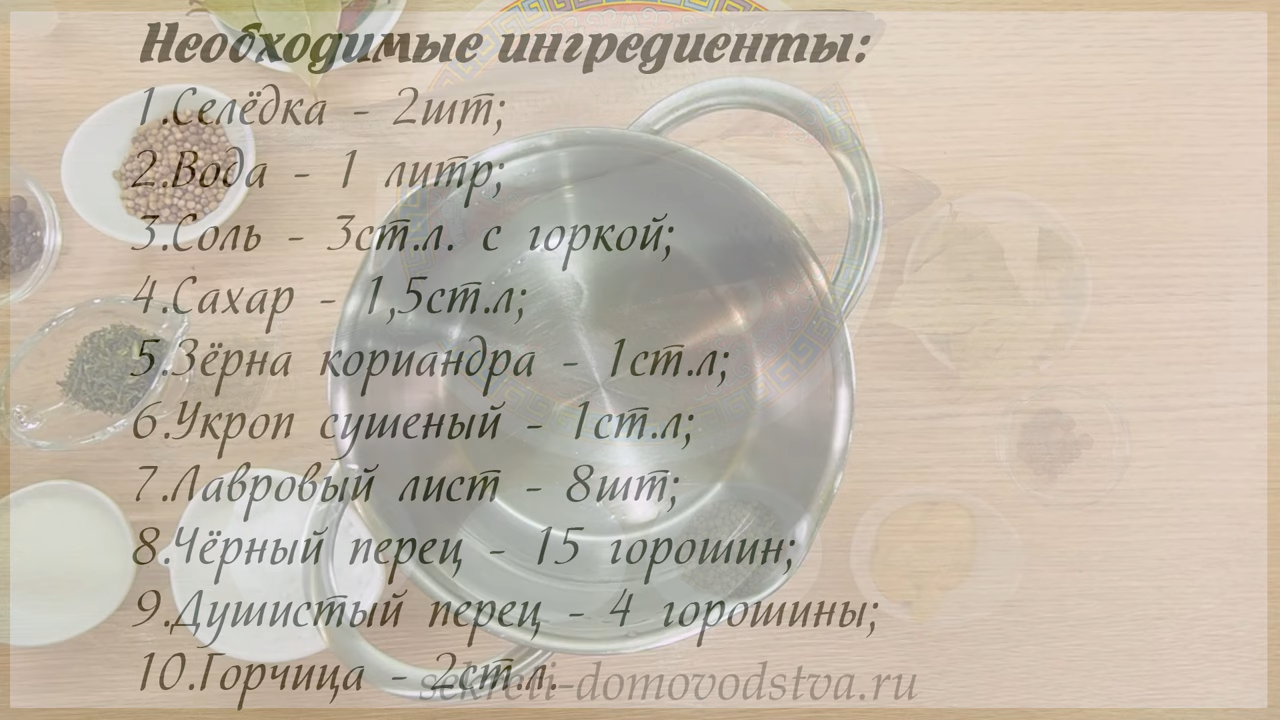 Необходимые ингредиенты:
1.Селёдка - 2шт;
2.Вода - 1 литр;
3.Соль - 3ст.л. с горкой;
4.Сахар - 1,5ст.л;
5.Зёрна кориандра - 1ст.л;
6.Укроп сушеный - 1ст.л;
7.Лавровый лист - 8шт;
8.Чёрный перец - 15 горошин;
9.Душистый перец - 4 горошины;
10.Горчица - 2ст.л.
sekreti-domovodstva.ru